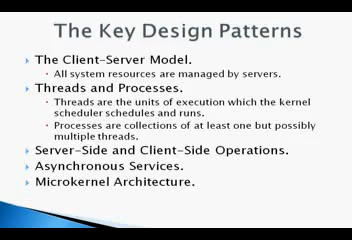 The Key Design Patterns
The Client-Server Model.
All system resources are managed by servers.
Threads and Processes.
Threads are the units of execution which the kernel
scheduler schedules and runs.
Processes are collections of at least one but possibly
multiple threads.
Server-Side and Client-Side Operations.
Asynchronous Services.
Microkernel Architecture.